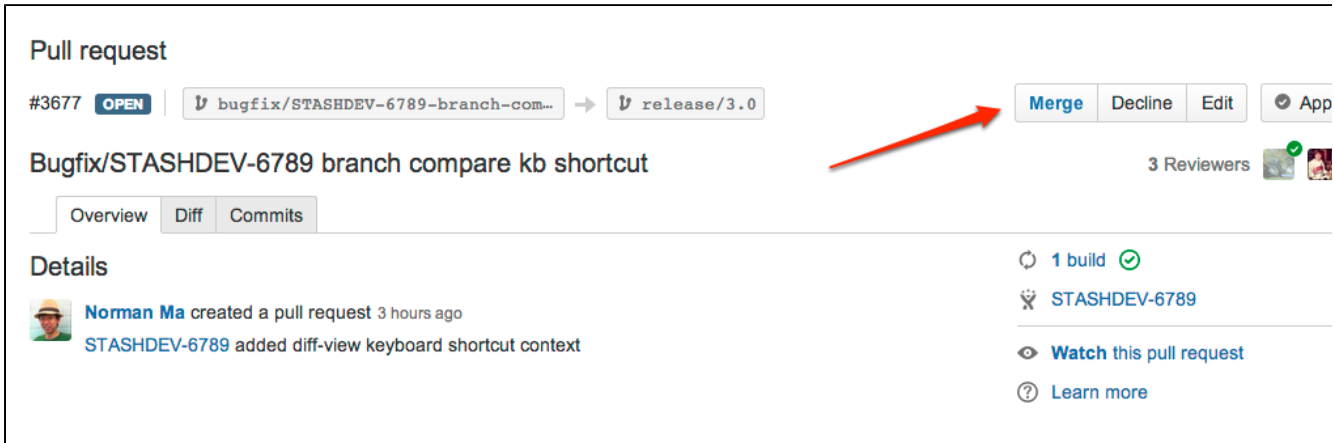 Pull request
#3677 OPEN bugfix/STASHDEV-6789-branch-com… release/3.0 Merge Decline Edit App
Bugfix/STASHDEV-6789 branch compare kb shortcut 3 Reviewers
Overview Diff Commits
Details
1 build
Norman Ma created a pull request 3 hours ago
STASHDEV-6789
STASHDEV-6789 added diff-view keyboard shortcut context
Watch this pull request
Learn more